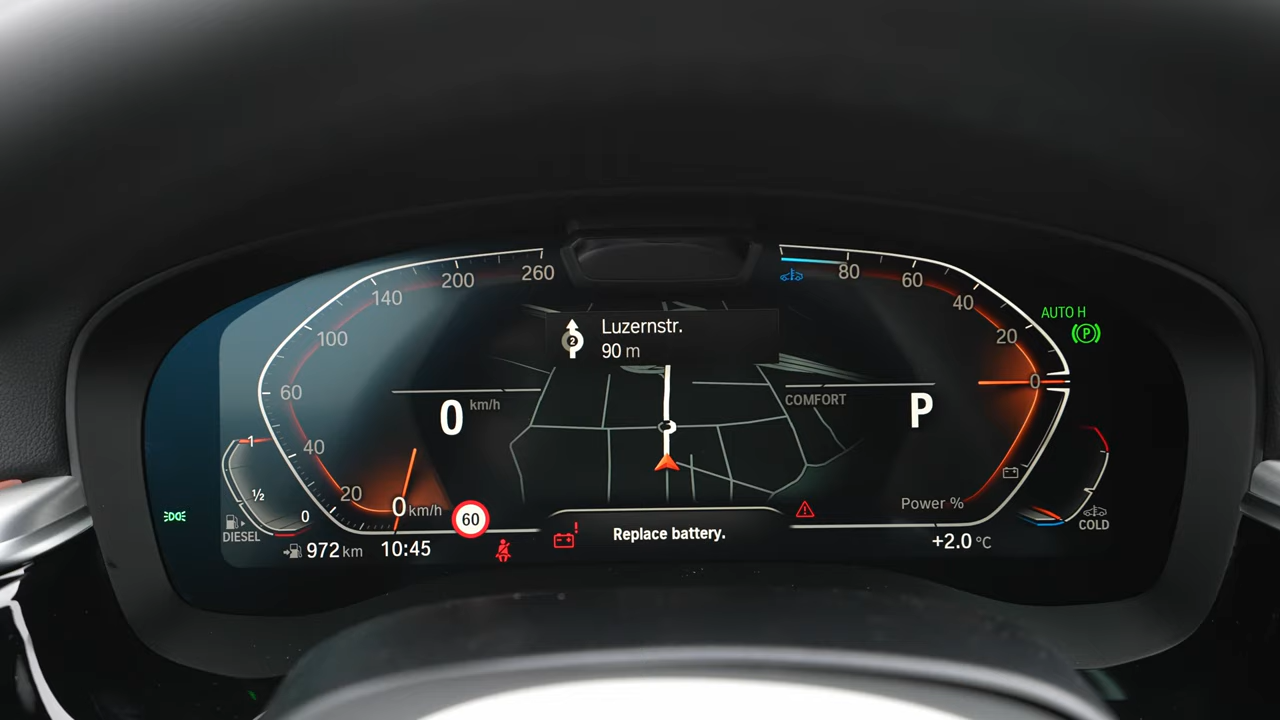 260
200
140
100
60
40
20
0 km/h
80
60
40
20
0
2
Luzernstr.
90 m
0 km/h
COMFORT
P
AUTO H
P
1
1/2
0
DIESEL
972 km
10:45
60
Replace battery.
Power %
+2.0 °C
COLD